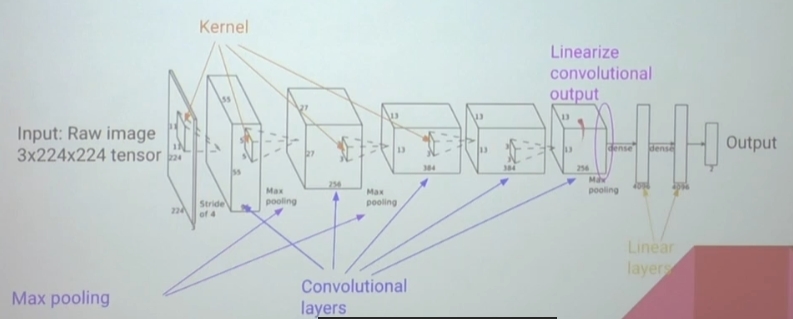 Kernel
Linearize
convolutional
output
Input: Raw image
3x224x224 tensor
Output
55
27
13
13
13
11
11
224
5
5
55
27
3
3
13
3
3
13
3
3
13
dense
dense
256
384
384
256
4096
4096
Max
pooling
Max
pooling
Max
pooling
224
Stride
of 4
Linear
layers
Max pooling
Convolutional
layers